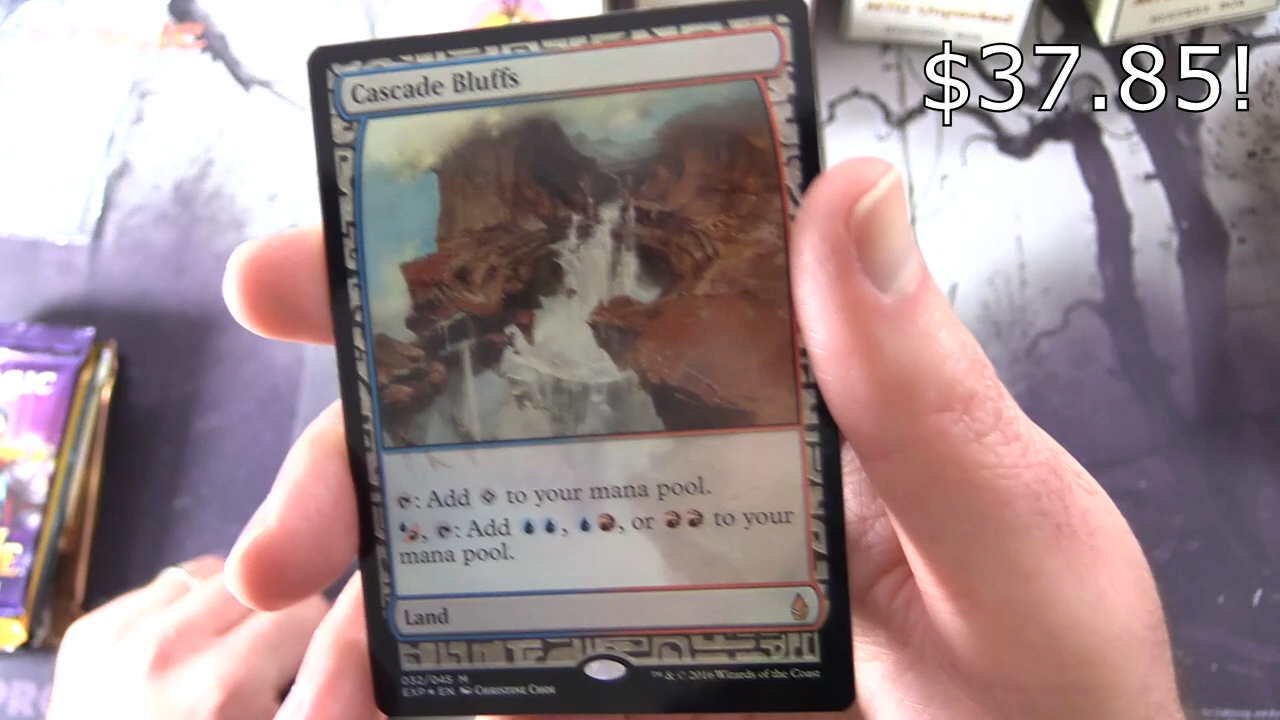 $37.85!
Cascade Bluffs
: Add to your mana pool.
, : Add , , or to your
mana pool.
Land
032/045 M
EXP EN Christine Choi
™ & © 2016 Wizards of the Coast